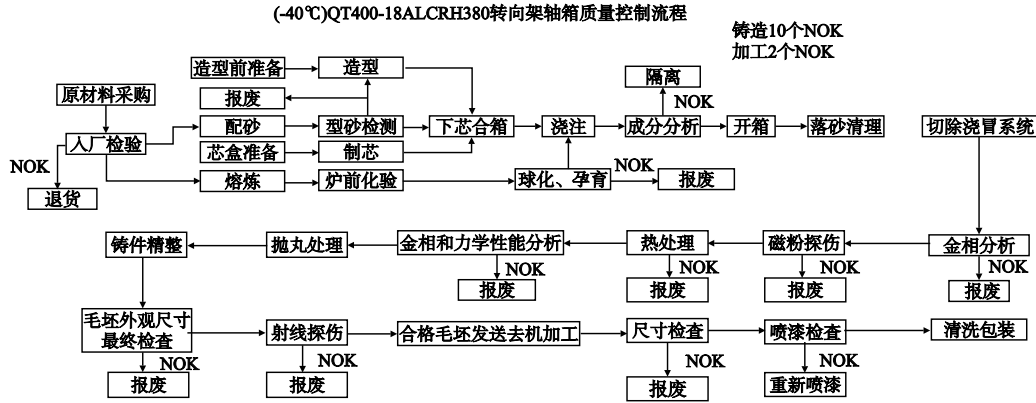 (-40℃)QT400-18ALCRH380转向架轴箱质量控制流程
铸造10个NOK
加工2个NOK
造型前准备
造型
隔离
原材料采购
报废
NOK
配砂
型砂检测
下芯合箱
浇注
成分分析
开箱
落砂清理
切除浇冒系统
入厂检验
芯盒准备
制芯
NOK
NOK
熔炼
炉前化验
球化、孕育
报废
退货
铸件精整
抛丸处理
金相和力学性能分析
热处理
磁粉探伤
金相分析
NOK
NOK
NOK
NOK
报废
报废
报废
报废
毛坯外观尺寸
最终检查
射线探伤
合格毛坯发送去机加工
尺寸检查
喷漆检查
清洗包装
NOK
NOK
NOK
NOK
报废
报废
报废
重新喷漆